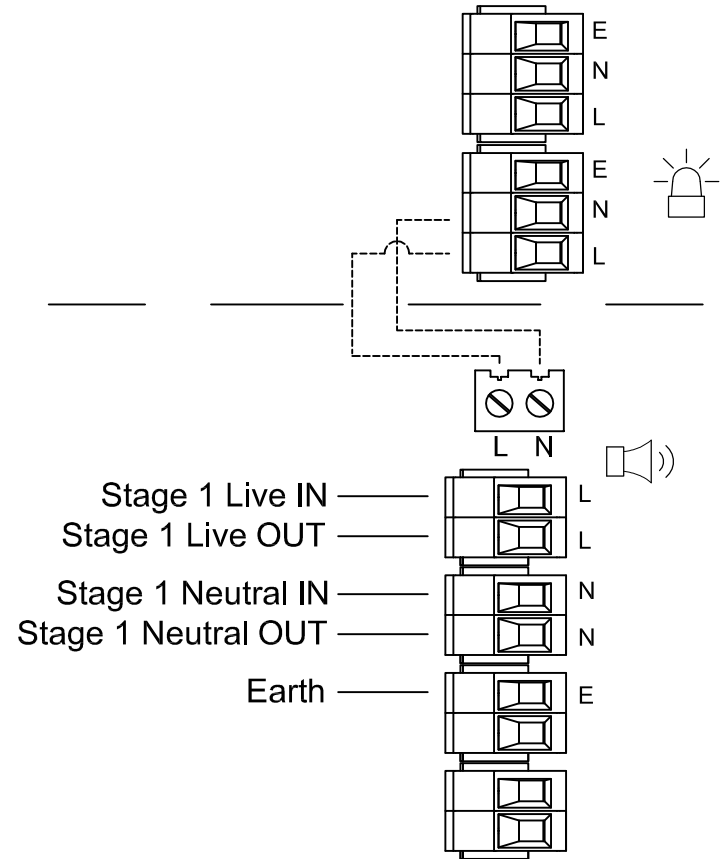 E
N
L
E
N
L
L N
Stage 1 Live IN L
Stage 1 Live OUT L
Stage 1 Neutral IN N
Stage 1 Neutral OUT N
Earth E